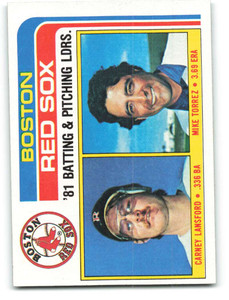 BOSTON
RED SOX
'81 BATTING & PITCHING LDRS.
BOSTON
RED SOX
MIKE TORREZ • 3.69 ERA
CARNEY LANSFORD • .336 BA